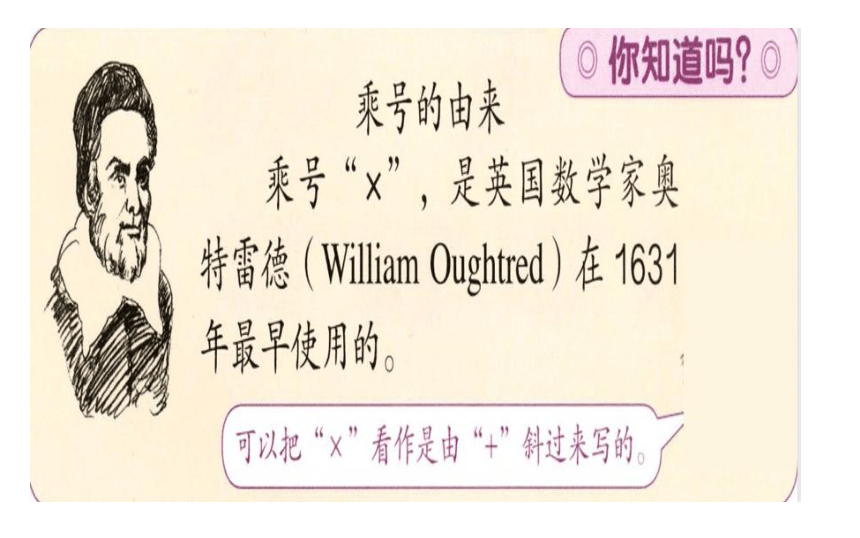 ◎ 你知道吗? ◎
乘号的由来
乘号“×”，是英国数学家奥
特雷德（William Oughtred）在 1631
年最早使用的。
可以把“×”看作是由“+”斜过来写的。